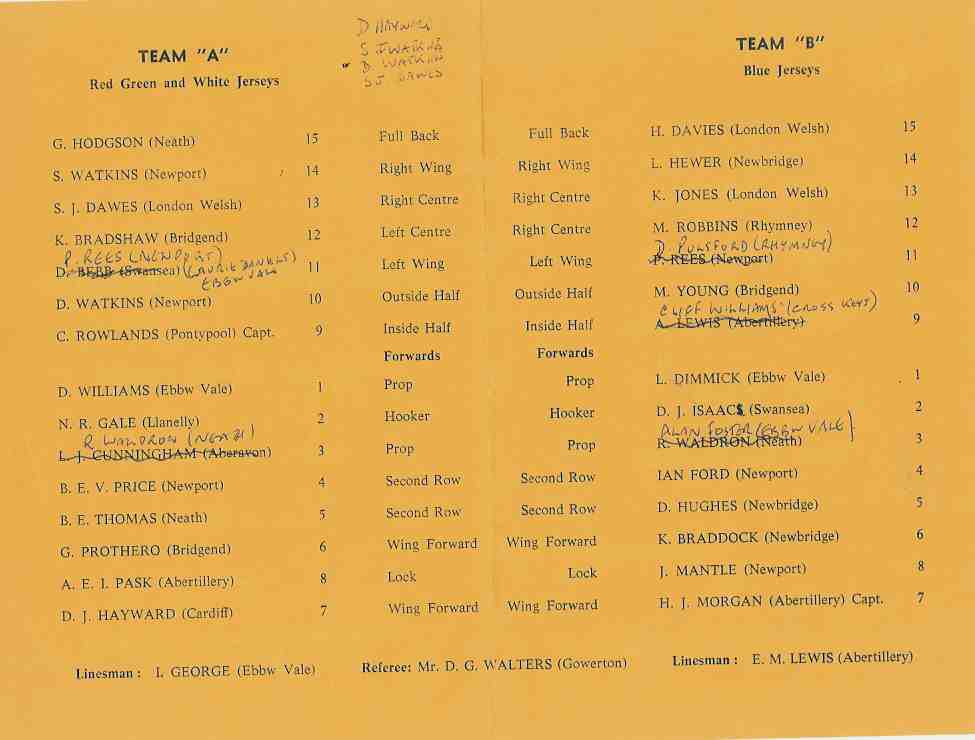 D HAYWARD
S WATKINS
D WATKINS
SJ DAWES
TEAM "A"
Red Green and White Jerseys
TEAM "B"
Blue Jerseys
G. HODGSON (Neath) 15 Full Back Full Back H. DAVIES (London Welsh) 15
S. WATKINS (Newport) 14 Right Wing Right Wing L. HEWER (Newbridge) 14
S. J. DAWES (London Welsh) 13 Right Centre Right Centre K. JONES (London Welsh) 13
K. BRADSHAW (Bridgend) 12 Left Centre Right Centre M. ROBBINS (Rhymney) 12
P. REES (NEWPORT) D. PULSFORD (RHYMNEY)
D. BEBB (Swansea) (LAURIE DANIELS) 11 Left Wing Left Wing P. REES (Newport) 11
EBBW VALE
D. WATKINS (Newport) 10 Outside Half Outside Half M. YOUNG (Bridgend) 10
CLIFF WILLIAMS (CROSS KEYS)
C. ROWLANDS (Pontypool) Capt. 9 Inside Half Inside Half A. LEWIS (Abertillery) 9
Forwards Forwards
D. WILLIAMS (Ebbw Vale) 1 Prop Prop L. DIMMICK (Ebbw Vale) 1
N. R. GALE (Llanelly) 2 Hooker Hooker D. J. ISAACS (Swansea) 2
R WALDRON (NEATH) ALAN FOSTER (EBBW VALE)
L. J. CUNNINGHAM (Aberavon) 3 Prop Prop R. WALDRON (Neath) 3
B. E. V. PRICE (Newport) 4 Second Row Second Row IAN FORD (Newport) 4
B. E. THOMAS (Neath) 5 Second Row Second Row D. HUGHES (Newbridge) 5
G. PROTHERO (Bridgend) 6 Wing Forward Wing Forward K. BRADDOCK (Newbridge) 6
A. E. I. PASK (Abertillery) 8 Lock Lock J. MANTLE (Newport) 8
D. J. HAYWARD (Cardiff) 7 Wing Forward Wing Forward H. J. MORGAN (Abertillery) Capt. 7
Linesman : I. GEORGE (Ebbw Vale) Referee: Mr. D. G. WALTERS (Gowerton) Linesman : E. M. LEWIS (Abertillery)